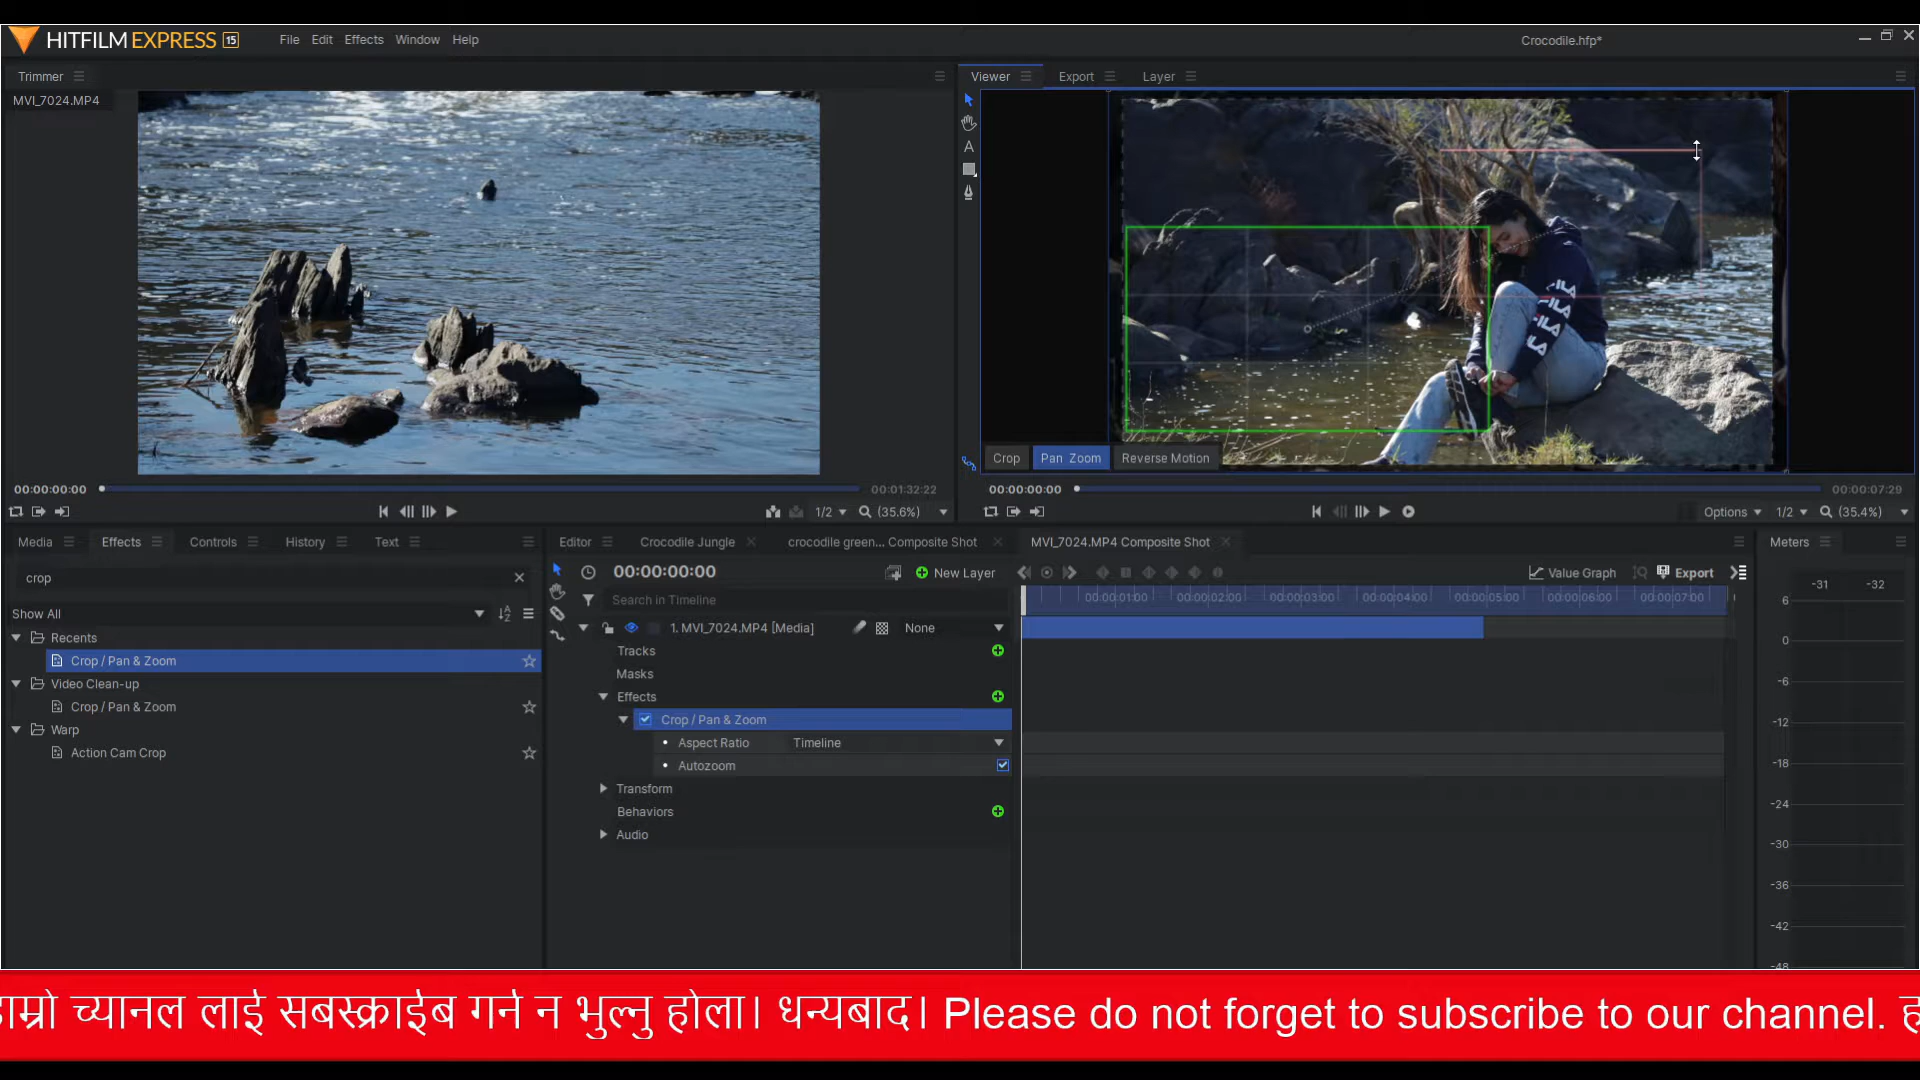 HITFILM EXPRESS 15
File Edit Effects Window Help
Crocodile.hfp*
Trimmer
MVI_7024.MP4
Viewer Export Layer
FILA
FILA
FILA
Crop Pan Zoom Reverse Motion
00:00:00:00 00:01:32:22
1/2 (35.6%)
00:00:00:00 00:00:07:29
Options 1/2 (35.4%)
Media Effects Controls History Text
crop
Show All
Recents
Crop / Pan & Zoom
Video Clean-up
Crop / Pan & Zoom
Warp
Action Cam Crop
Editor Crocodile Jungle crocodile green... Composite Shot MVI_7024.MP4 Composite Shot
00:00:00:00 New Layer
Value Graph Export
Search in Timeline
00:00:01:00 00:00:02:00 00:00:03:00 00:00:04:00 00:00:05:00 00:00:06:00 00:00:07:00
1. MVI_7024.MP4 [Media] None
Tracks
Masks
Effects
Crop / Pan & Zoom
Aspect Ratio Timeline
Autozoom
Transform
Behaviors
Audio
Meters
-31 -32
6
0
-6
-12
-18
-24
-30
-36
-42
-48
हाम्रो च्यानल लाई सबस्क्राईब गर्न न भुल्नु होला। धन्यबाद। Please do not forget to subscribe to our channel.